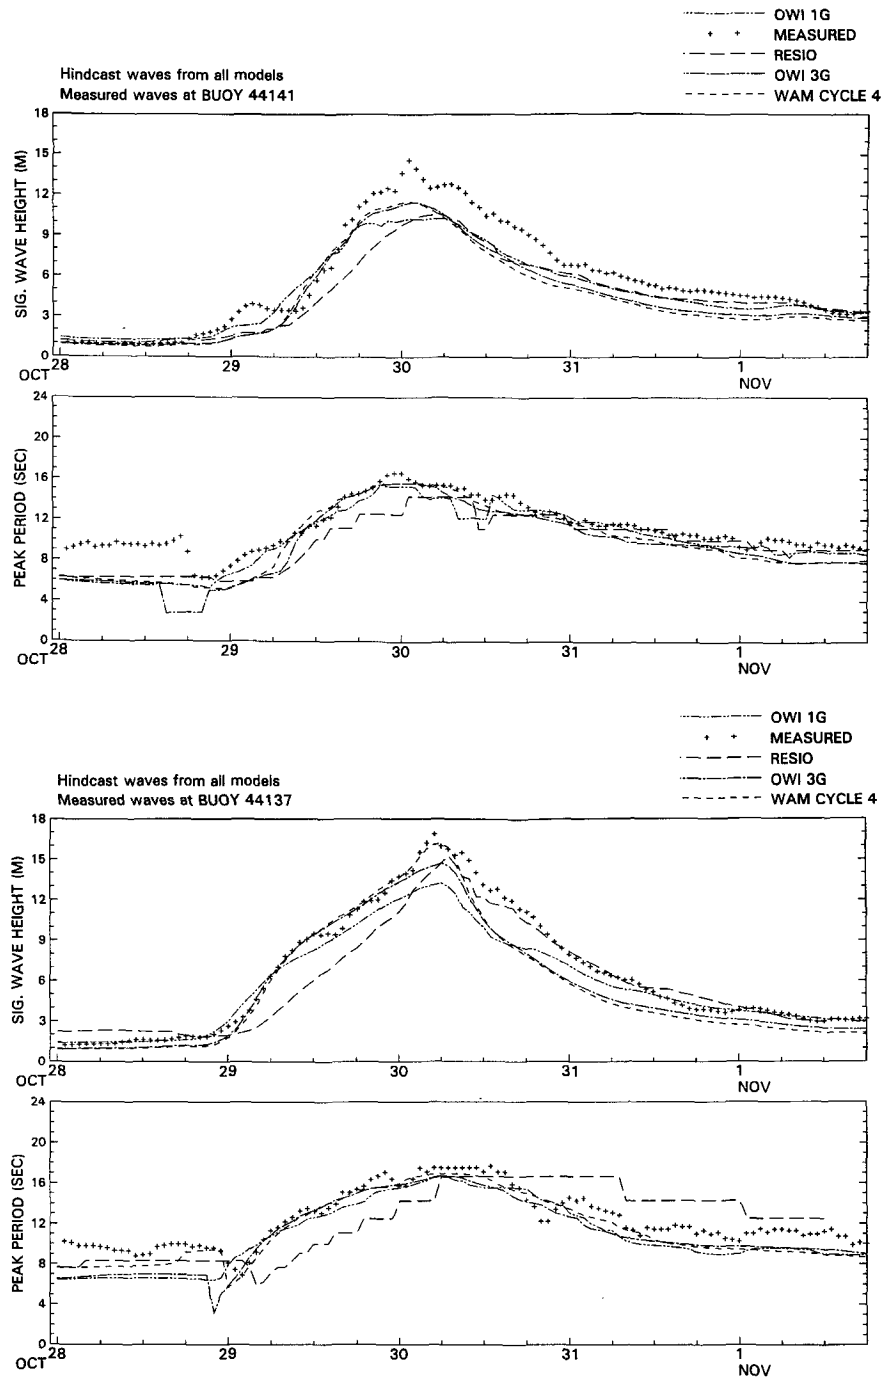 OWI 1G
MEASURED
RESIO
OWI 3G
WAM CYCLE 4
Hindcast waves from all models
Measured waves at BUOY 44141
SIG. WAVE HEIGHT (M)
18
15
12
9
6
3
0
28 29 30 31 1
OCT NOV
PEAK PERIOD (SEC)
24
20
16
12
8
4
0
28 29 30 31 1
OCT NOV
OWI 1G
MEASURED
RESIO
OWI 3G
WAM CYCLE 4
Hindcast waves from all models
Measured waves at BUOY 44137
SIG. WAVE HEIGHT (M)
18
15
12
9
6
3
0
28 29 30 31 1
OCT NOV
PEAK PERIOD (SEC)
24
20
16
12
8
4
0
28 29 30 31 1
OCT NOV